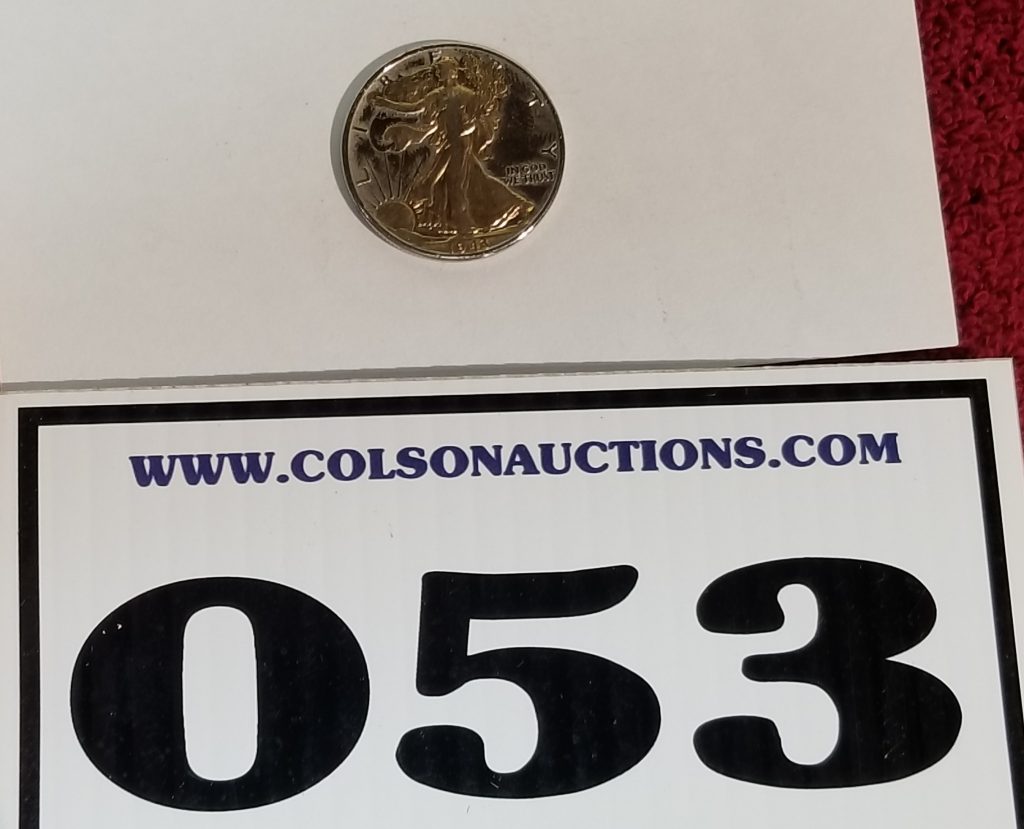 LIBERTY
IN GOD
WE TRUST
WWW.COLSONAUCTIONS.COM
053